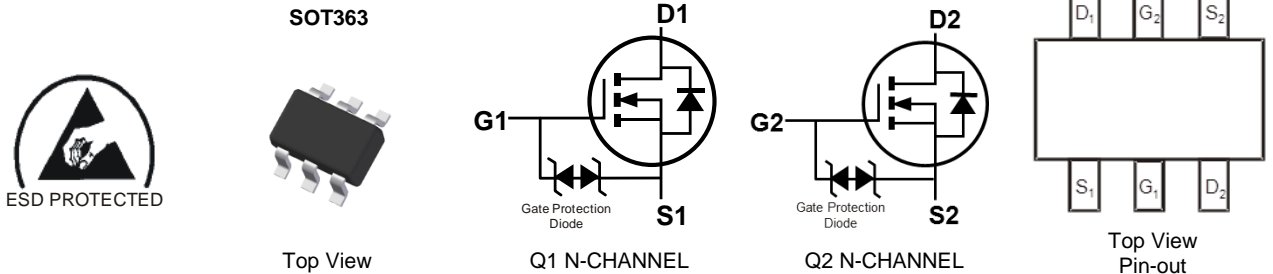 SOT363
ESD PROTECTED
Top View
D1
G1
Gate Protection
Diode
S1
Q1 N-CHANNEL
D2
G2
Gate Protection
Diode
S2
Q2 N-CHANNEL
D₁ G₂ S₂
S₁ G₁ D₂
Top View
Pin-out